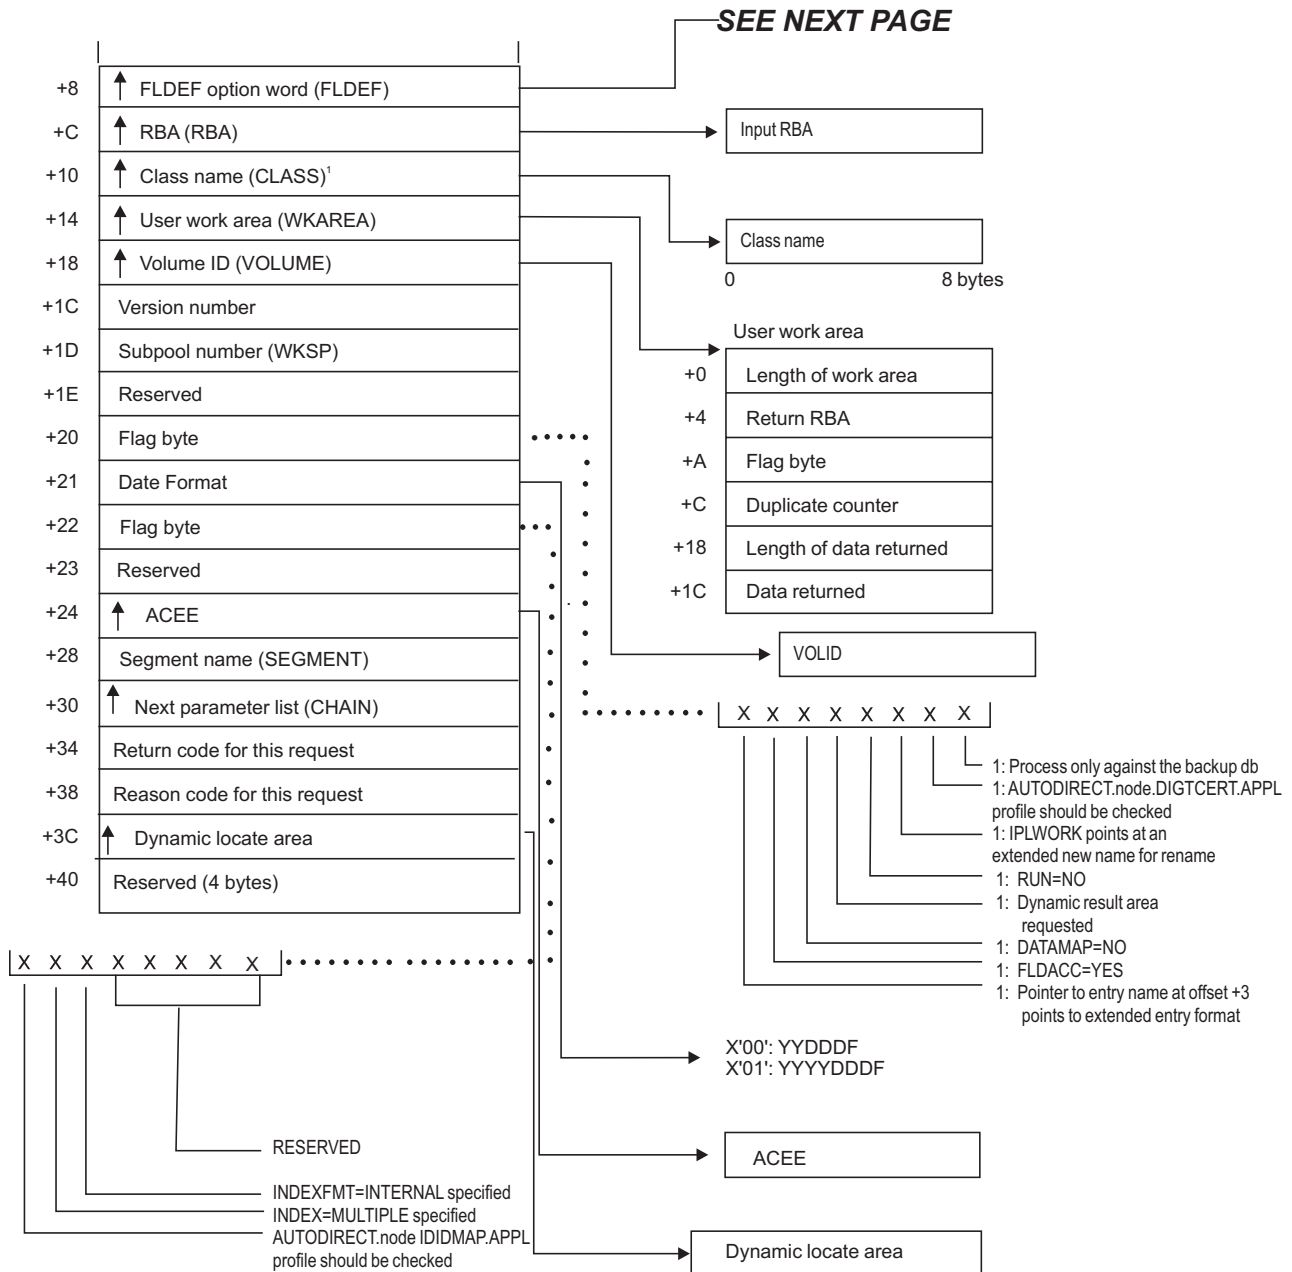 SEE NEXT PAGE
+8 FLDEF option word (FLDEF)
+C RBA (RBA)
+10 Class name (CLASS)¹
+14 User work area (WKAREA)
+18 Volume ID (VOLUME)
+1C Version number
+1D Subpool number (WKSP)
+1E Reserved
+20 Flag byte
+21 Date Format
+22 Flag byte
+23 Reserved
+24 ACEE
+28 Segment name (SEGMENT)
+30 Next parameter list (CHAIN)
+34 Return code for this request
+38 Reason code for this request
+3C Dynamic locate area
+40 Reserved (4 bytes)
Input RBA
Class name
0 8 bytes
User work area
+0 Length of work area
+4 Return RBA
+A Flag byte
+C Duplicate counter
+18 Length of data returned
+1C Data returned
VOLID
X X X X X X X X
1: Process only against the backup db
1: AUTODIRECT.node.DIGTCERT.APPL
profile should be checked
1: IPLWORK points at an
extended new name for rename
1: RUN=NO
1: Dynamic result area
requested
1: DATAMAP=NO
1: FLDACC=YES
1: Pointer to entry name at offset +3
points to extended entry format
X X X X X X X X
RESERVED
INDEXFMT=INTERNAL specified
INDEX=MULTIPLE specified
AUTODIRECT.node IDIDMAP.APPL
profile should be checked
X'00': YYDDDF
X'01': YYYYDDDF
ACEE
Dynamic locate area